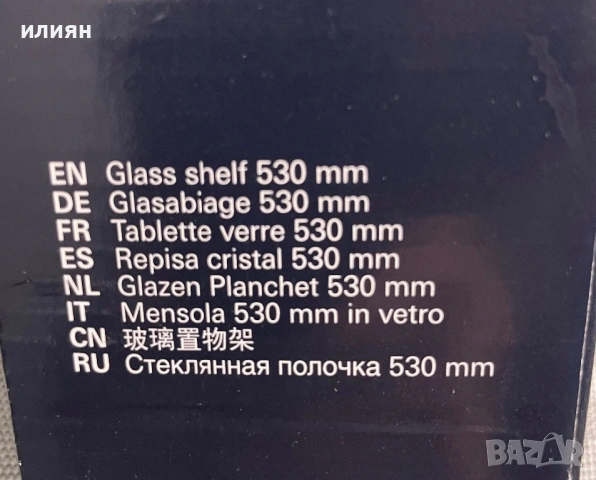 илиян
EN Glass shelf 530 mm
DE Glasabiage 530 mm
FR Tablette verre 530 mm
ES Repisa cristal 530 mm
NL Glazen Planchet 530 mm
IT Mensola 530 mm in vetro
CN 玻璃置物架
RU Стеклянная полочка 530 mm
BAZAR